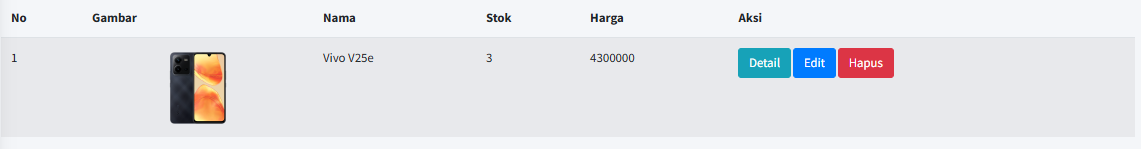 No Gambar Nama Stok Harga Aksi
1 Vivo V25e 3 4300000 Detail Edit Hapus